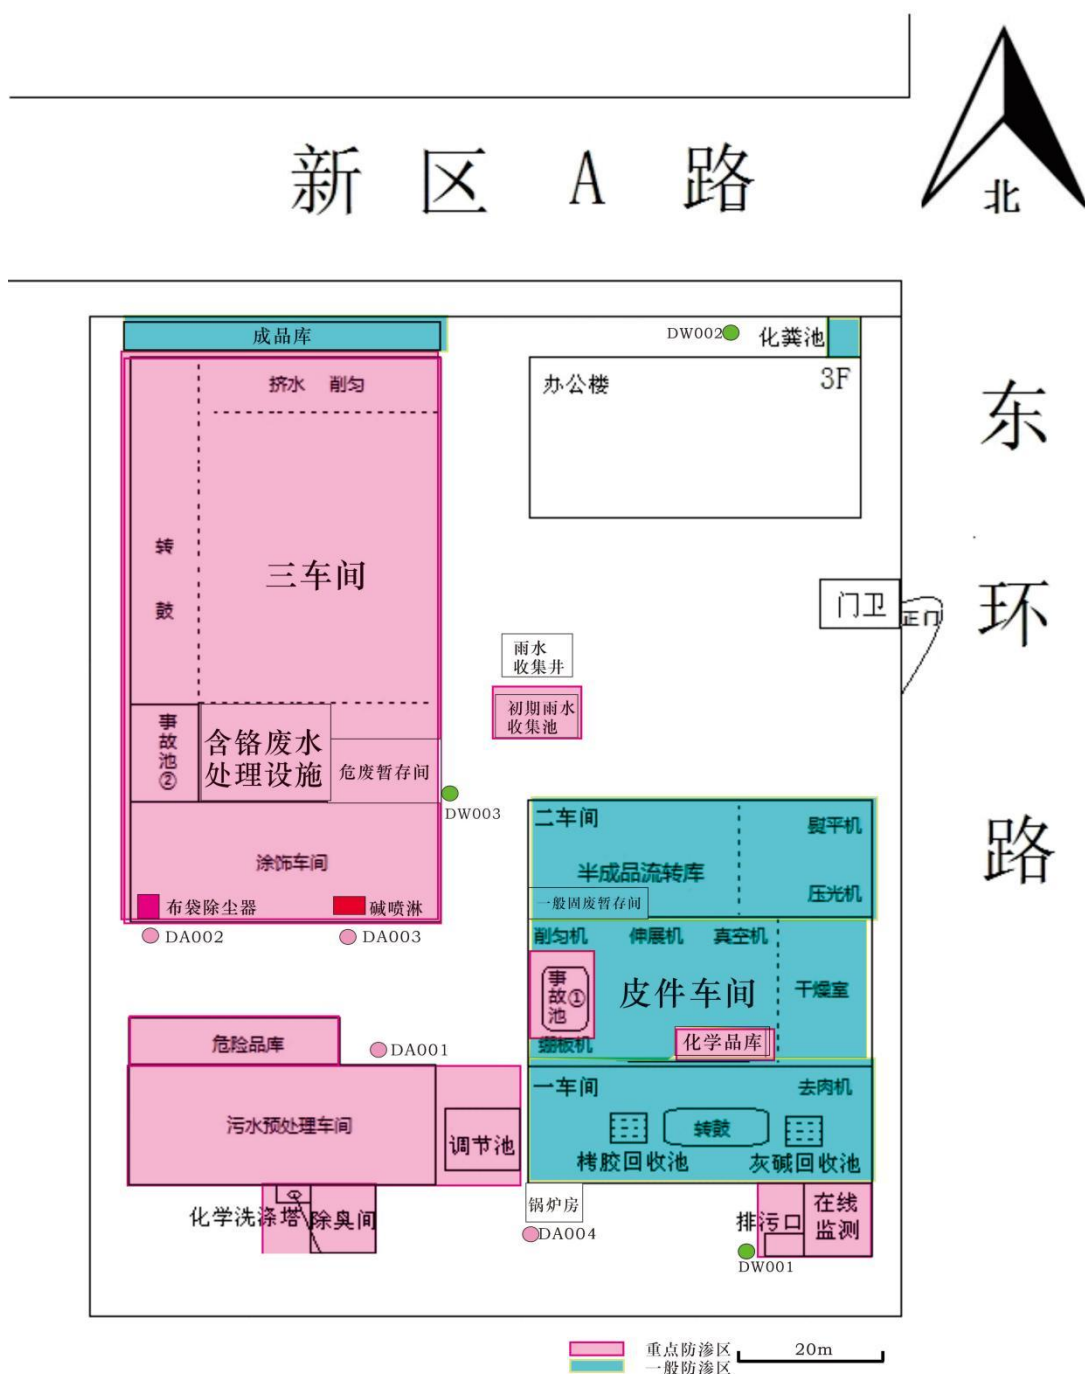 新区A路
北
东环路
成品库
DW002
化粪池
挤水 削匀
办公楼
3F
转鼓
三车间
门卫
正门
雨水
收集井
初期雨水
收集池
事故池②
含铬废水
处理设施
危废暂存间
DW003
二车间
熨平机
半成品流转库
压光机
涂饰车间
一般固废暂存间
布袋除尘器
碱喷淋
DA002
DA003
削匀机
伸展机
真空机
事故池①
皮件车间
干燥室
绷板机
化学品库
危险品库
DA001
一车间
去肉机
污水预处理车间
调节池
转鼓
栲胶回收池
灰碱回收池
化学洗涤塔
除臭间
锅炉房
DA004
排污口
在线
监测
DW001
重点防渗区
一般防渗区
20m